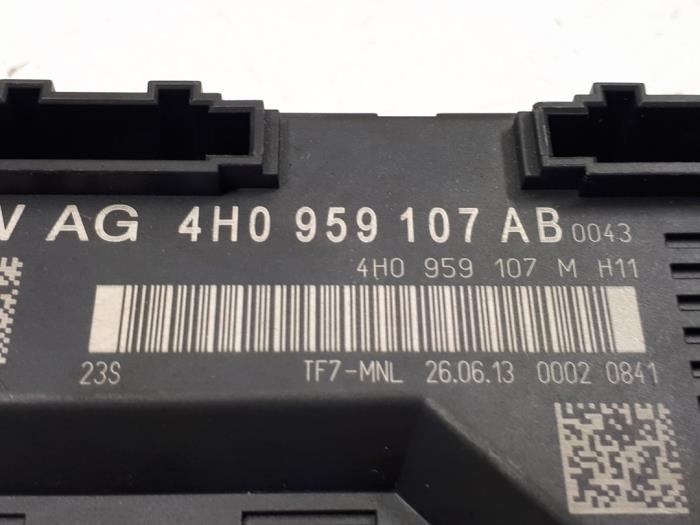 AG 4H0 959 107 AB 0043
4H0 959 107 M H11
23S TF7-MNL 26.06.13 0002 0841